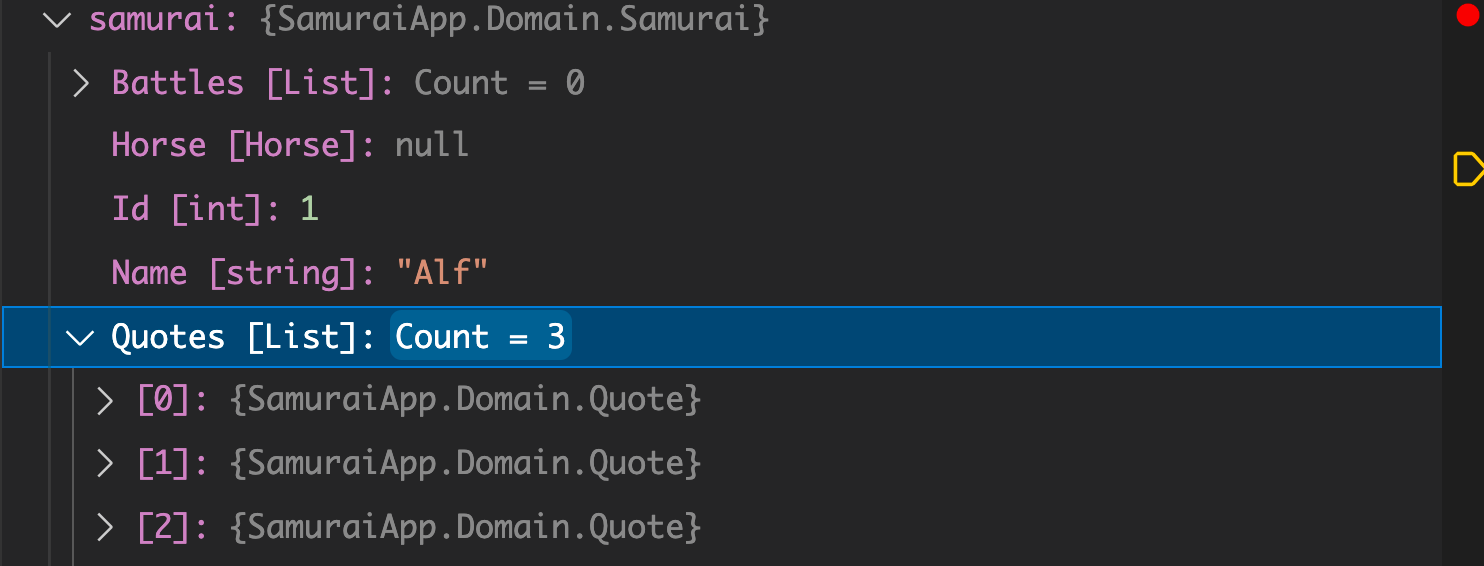 samurai: {SamuraiApp.Domain.Samurai}
Battles [List]: Count = 0
Horse [Horse]: null
Id [int]: 1
Name [string]: "Alf"
Quotes [List]: Count = 3
[0]: {SamuraiApp.Domain.Quote}
[1]: {SamuraiApp.Domain.Quote}
[2]: {SamuraiApp.Domain.Quote}